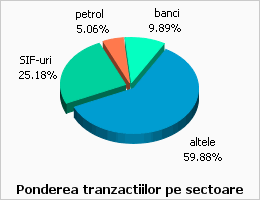 petrol
5.06%
banci
9.89%
SIF-uri
25.18%
altele
59.88%
Ponderea tranzactiilor pe sectoare